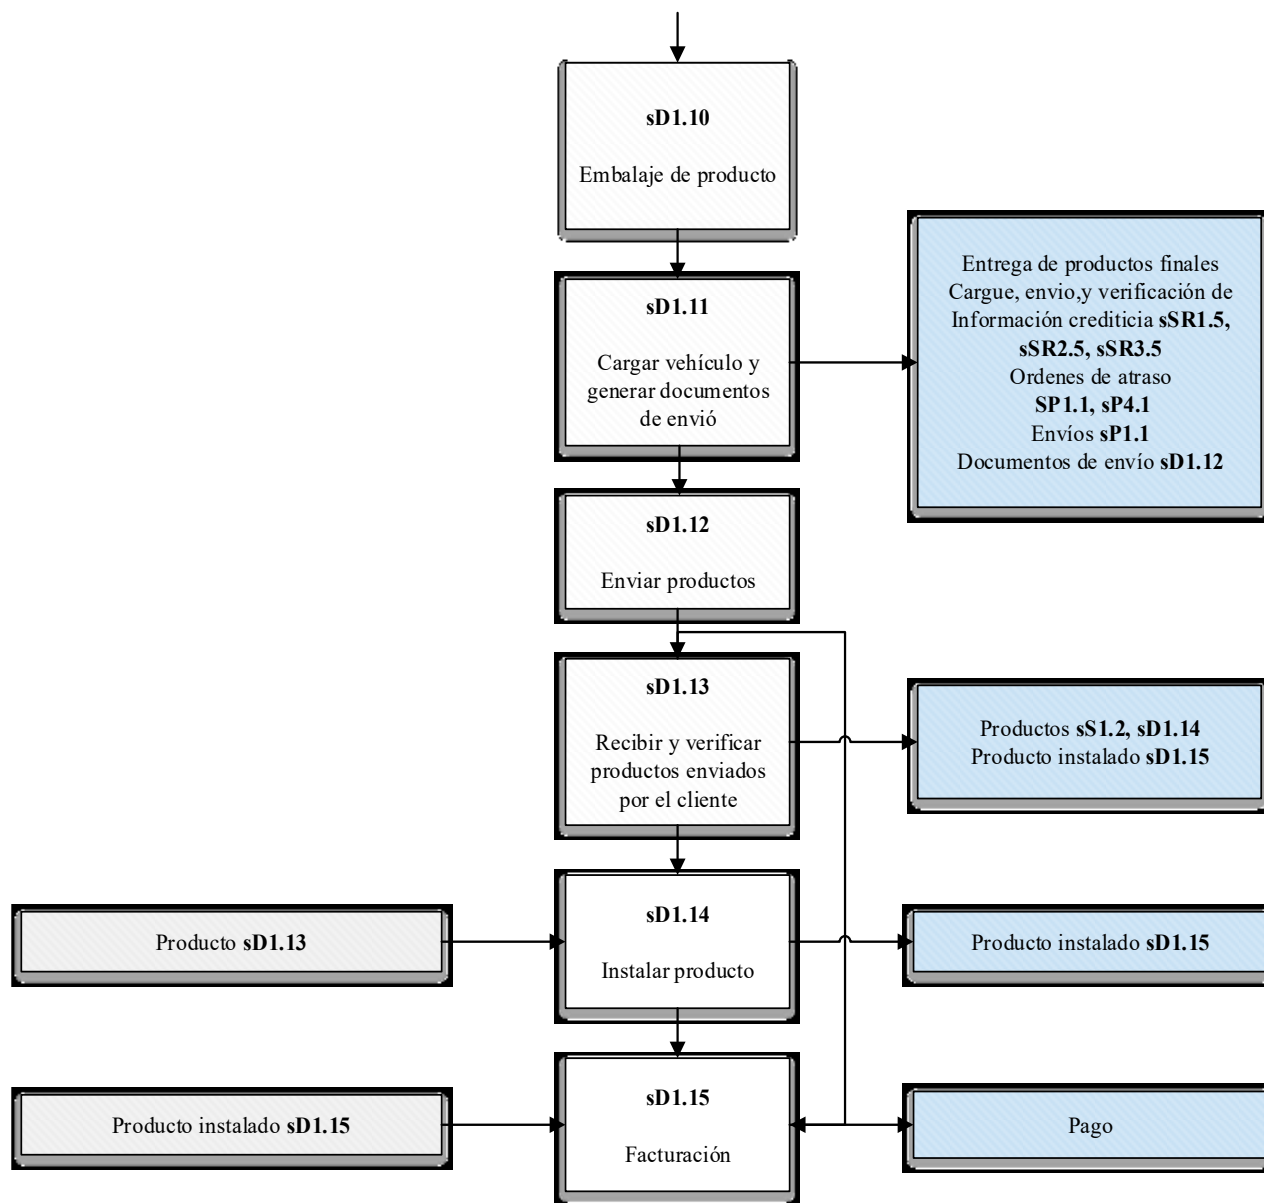 sD1.10
Embalaje de producto
sD1.11
Cargar vehículo y
generar documentos
de envió
Entrega de productos finales
Cargue, envio,y verificación de
Información crediticia sSR1.5,
sSR2.5, sSR3.5
Ordenes de atraso
SP1.1, sP4.1
Envíos sP1.1
Documentos de envío sD1.12
sD1.12
Enviar productos
sD1.13
Recibir y verificar
productos enviados
por el cliente
Productos sS1.2, sD1.14
Producto instalado sD1.15
Producto sD1.13
sD1.14
Instalar producto
Producto instalado sD1.15
Producto instalado sD1.15
sD1.15
Facturación
Pago